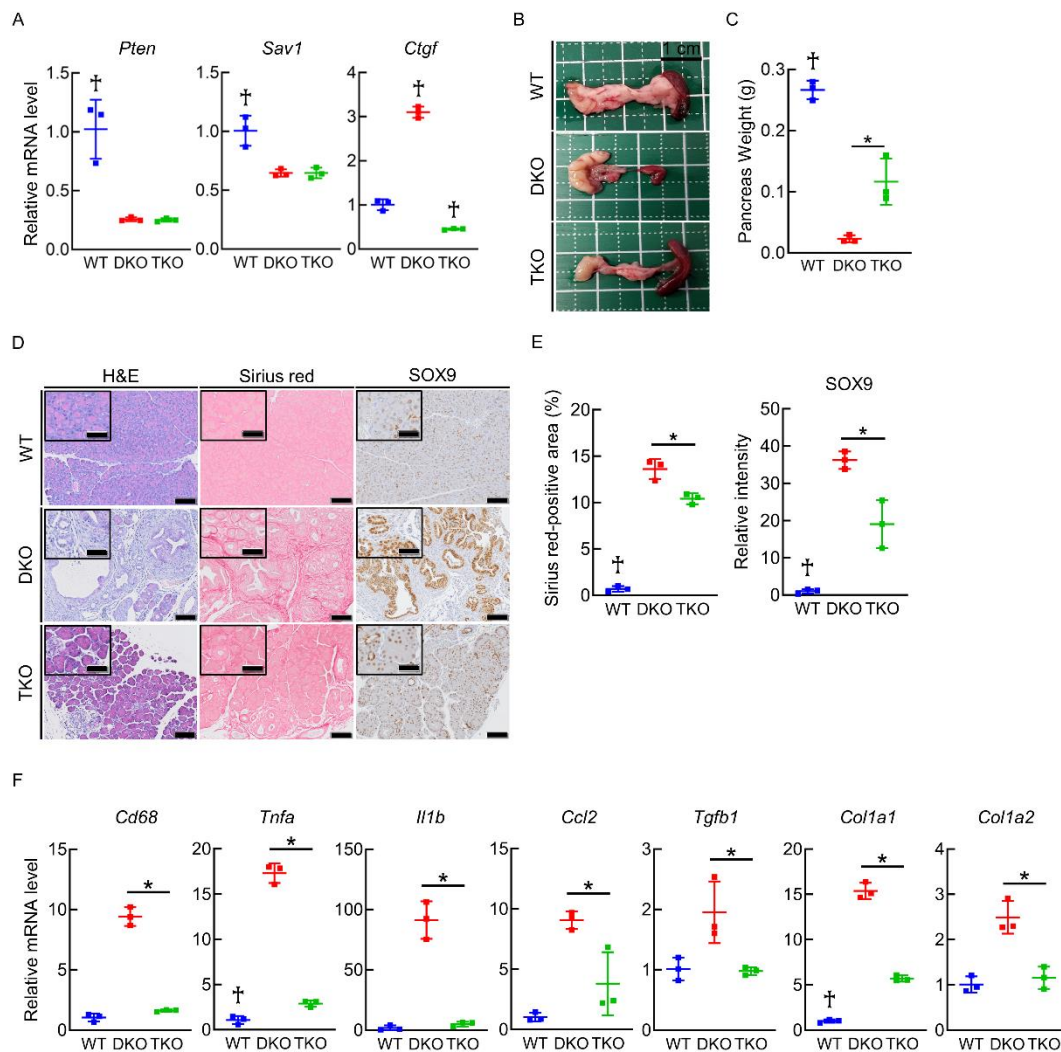 A
Pten
Sav1
Ctgf
Relative mRNA level
1.5
1.0
0.5
0.0
WT DKO TKO
1.5
1.0
0.5
0.0
WT DKO TKO
4
3
2
1
0
WT DKO TKO
B
1 cm
WT
DKO
TKO
C
Pancreas Weight (g)
0.3
0.2
0.1
0.0
*
WT DKO TKO
D
H&E
Sirius red
SOX9
WT
DKO
TKO
E
Sirius red-positive area (%)
20
15
10
5
0
*
WT DKO TKO
SOX9
Relative intensity
50
40
30
20
10
0
*
WT DKO TKO
F
Cd68
Tnfa
Il1b
Ccl2
Tgfb1
Col1a1
Col1a2
Relative mRNA level
15
10
5
0
*
WT DKO TKO
20
15
10
5
0
*
WT DKO TKO
150
100
50
0
*
WT DKO TKO
15
10
5
0
*
WT DKO TKO
3
2
1
0
*
WT DKO TKO
20
15
10
5
0
*
WT DKO TKO
4
3
2
1
0
*
WT DKO TKO